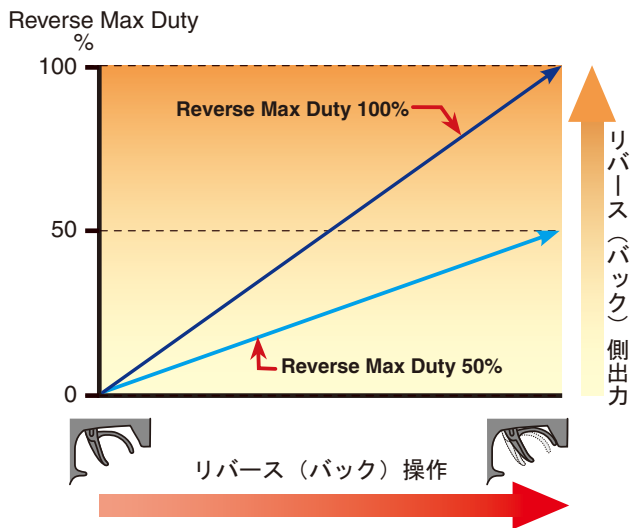 Reverse Max Duty
%
100
Reverse Max Duty 100%
50
Reverse Max Duty 50%
0
リバース（バック）側出力
リバース（バック）操作